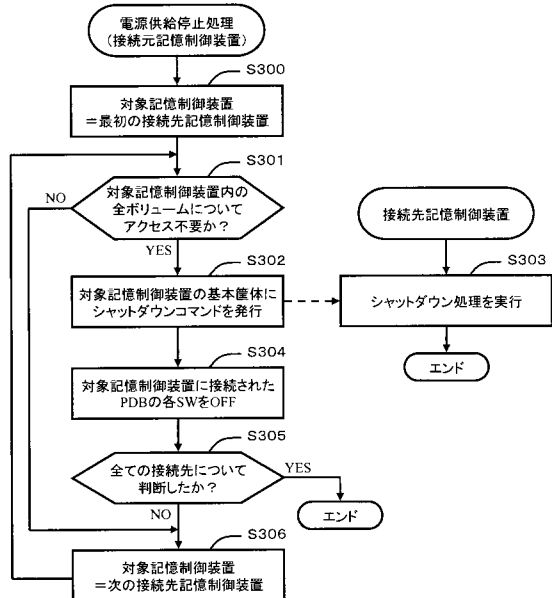 電源供給停止処理
(接続元記憶制御装置)
S300
対象記憶制御装置
=最初の接続先記憶制御装置
S301
対象記憶制御装置内の
全ボリュームについて
アクセス不要か?
NO
YES
接続先記憶制御装置
S302
対象記憶制御装置の基本筐体に
シャットダウンコマンドを発行
S303
シャットダウン処理を実行
エンド
S304
対象記憶制御装置に接続された
PDBの各SWをOFF
S305
全ての接続先について
判断したか?
YES
NO
エンド
S306
対象記憶制御装置
=次の接続先記憶制御装置